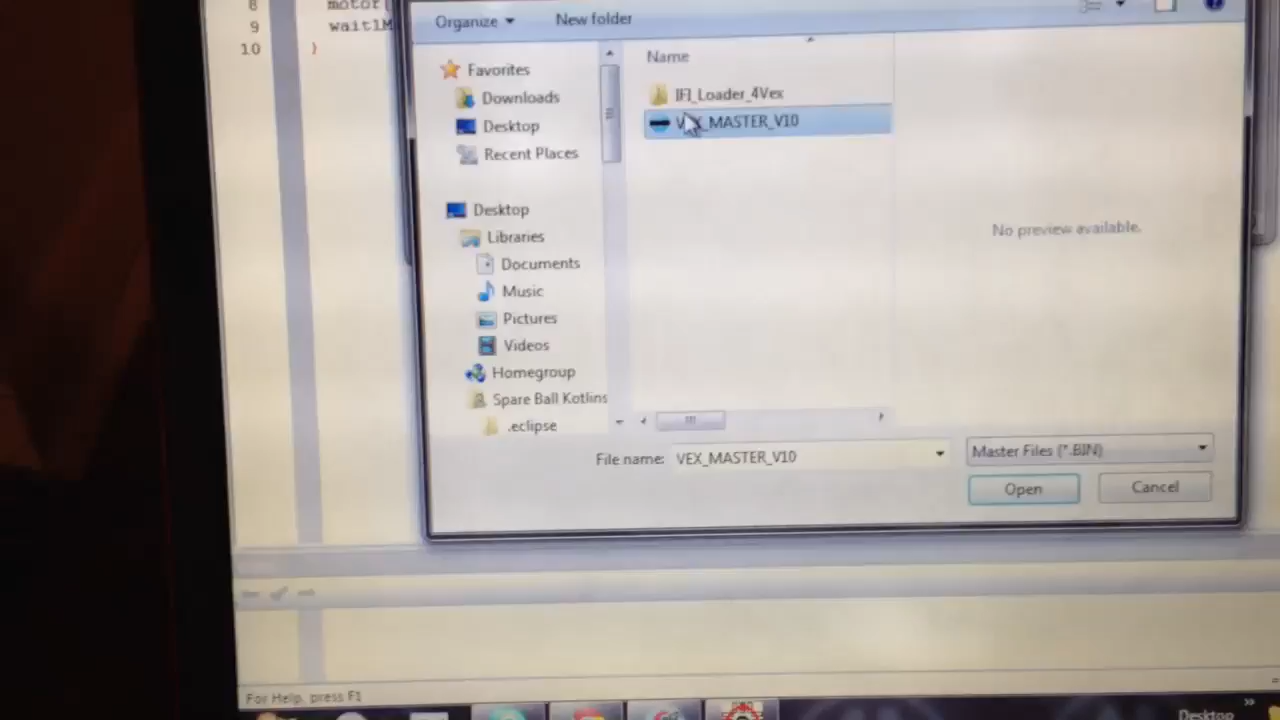 8 motor(
9 wait1M
10 }
Organize
New folder
Favorites
Downloads
Desktop
Recent Places
Desktop
Libraries
Documents
Music
Pictures
Videos
Homegroup
Spare Ball Kotlins
.eclipse
Name
IFI_Loader_4Vex
VEX_MASTER_V10
No preview available.
File name: VEX_MASTER_V10
Master Files (*.BIN)
Open
Cancel
For Help, press F1
Desktop